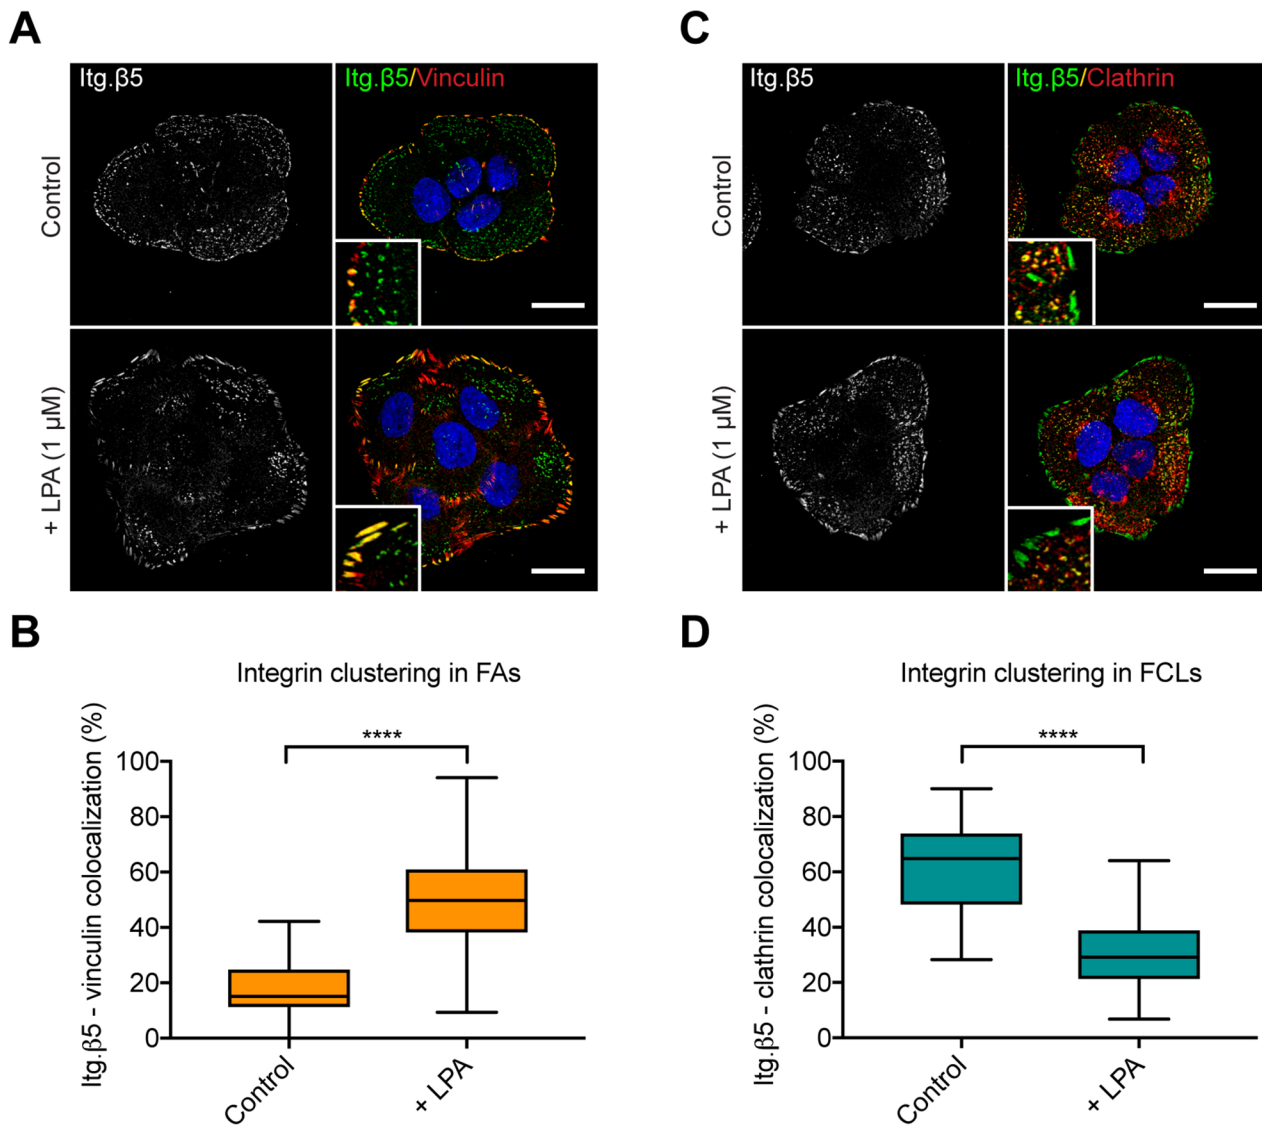 A
Itg.β5
Itg.β5/Vinculin
Control
+ LPA (1 µM)
B
Integrin clustering in FAs
Itg.β5 - vinculin colocalization (%)
****
100
80
60
40
20
0
Control
+ LPA
C
Itg.β5
Itg.β5/Clathrin
Control
+ LPA (1 µM)
D
Integrin clustering in FCLs
Itg.β5 - clathrin colocalization (%)
****
100
80
60
40
20
0
Control
+ LPA